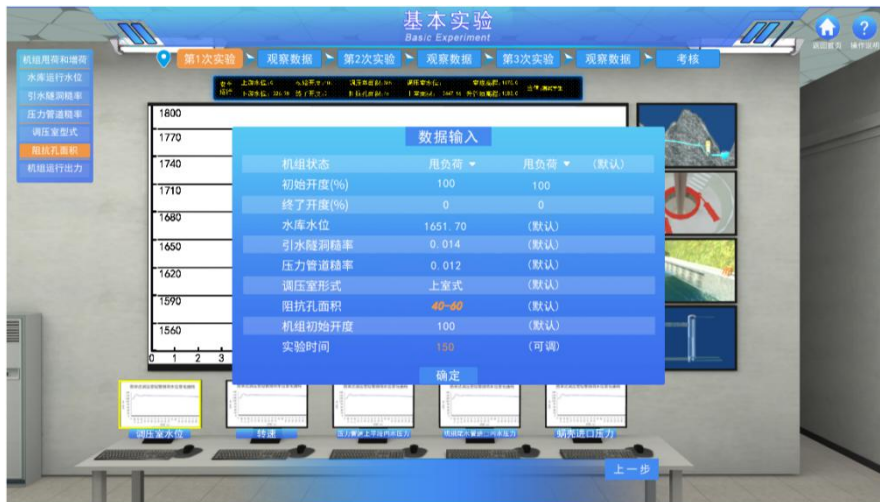 基本实验
Basic Experiment
返回首页 操作说明
第1次实验 观察数据 第2次实验 观察数据 第3次实验 观察数据 考核
机组甩荷和增荷
水库运行水位
引水隧洞糙率
压力管道糙率
调压室型式
阻抗孔面积
机组运行出力
1800
1770
1740
1710
1680
1650
1620
1590
1560
0 1 2 3
数据输入
机组状态 甩负荷 甩负荷 (默认)
初始开度(%) 100 100
终了开度(%) 0 0
水库水位 1651.70 (默认)
引水隧洞糙率 0.014 (默认)
压力管道糙率 0.012 (默认)
调压室形式 上室式 (默认)
阻抗孔面积 40-60 (默认)
机组初始开度 100 (默认)
实验时间 150 (可调)
确定
调压室水位 转速 蜗壳进口压力
上一步